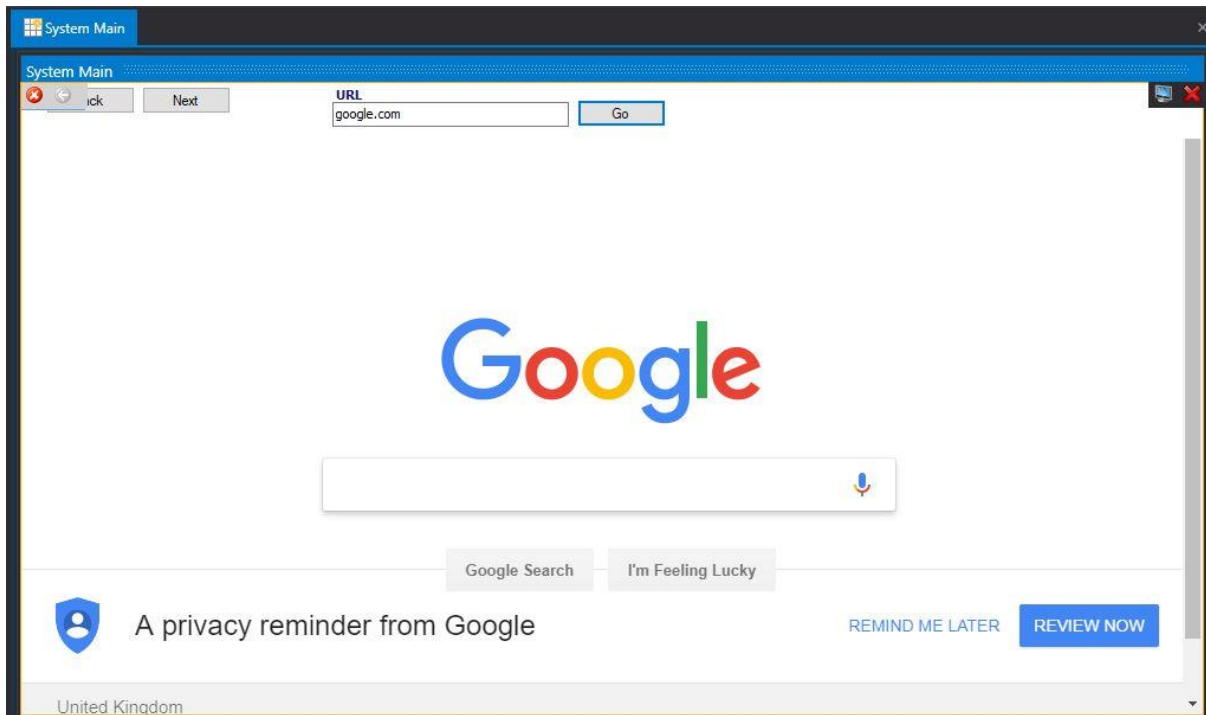 System Main
System Main
Next
URL
google.com
Go
Google
Google Search
I'm Feeling Lucky
A privacy reminder from Google
REMIND ME LATER
REVIEW NOW
United Kingdom